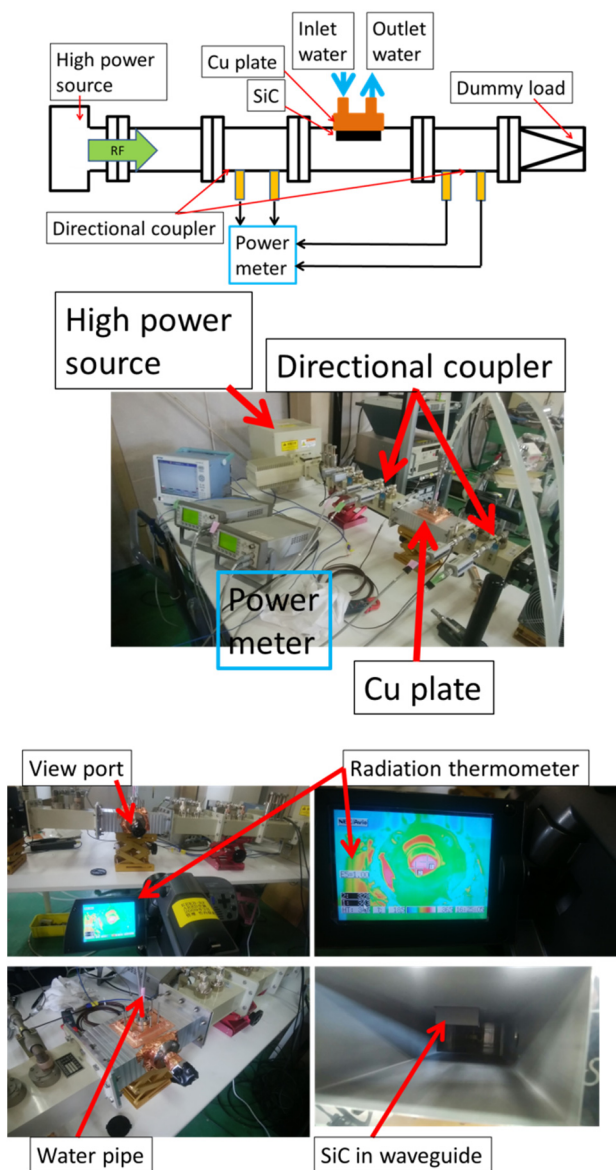 High power
source
Inlet
water
Outlet
water
Cu plate
SiC
Dummy load
RF
Directional coupler
Power
meter
High power
source
Directional coupler
Power
meter
Cu plate
View port
Radiation thermometer
Water pipe
SiC in waveguide